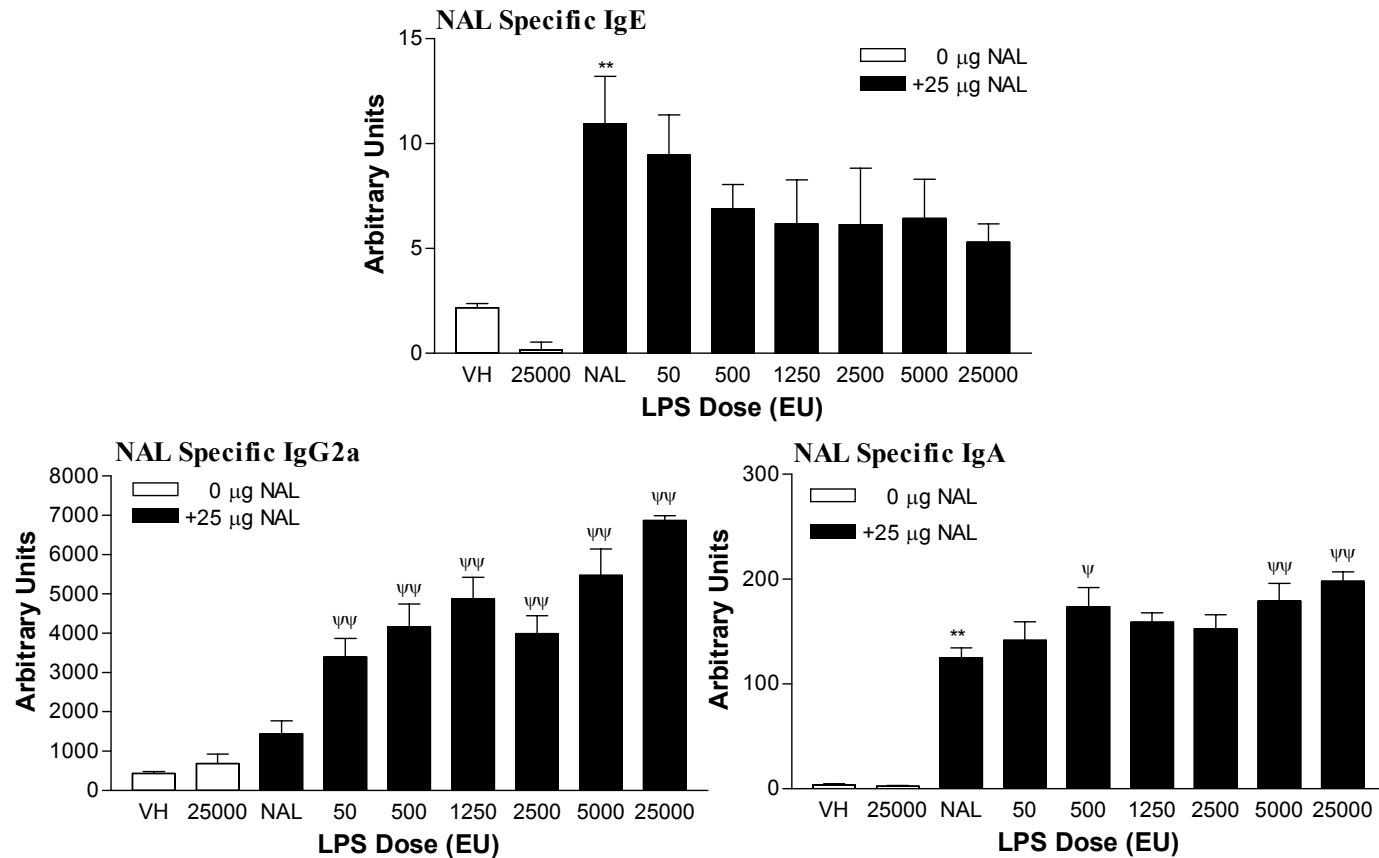 NAL Specific IgE
15
10
5
0
Arbitrary Units
0 μg NAL
+25 μg NAL
**
VH 25000 NAL 50 500 1250 2500 5000 25000
LPS Dose (EU)
NAL Specific IgG2a
8000
7000
6000
5000
4000
3000
2000
1000
0
Arbitrary Units
0 μg NAL
+25 μg NAL
ψψ ψψ ψψ ψψ ψψ ψψ
VH 25000 NAL 50 500 1250 2500 5000 25000
LPS Dose (EU)
NAL Specific IgA
300
200
100
0
Arbitrary Units
0 μg NAL
+25 μg NAL
** ψ ψψ ψψ
VH 25000 NAL 50 500 1250 2500 5000 25000
LPS Dose (EU)